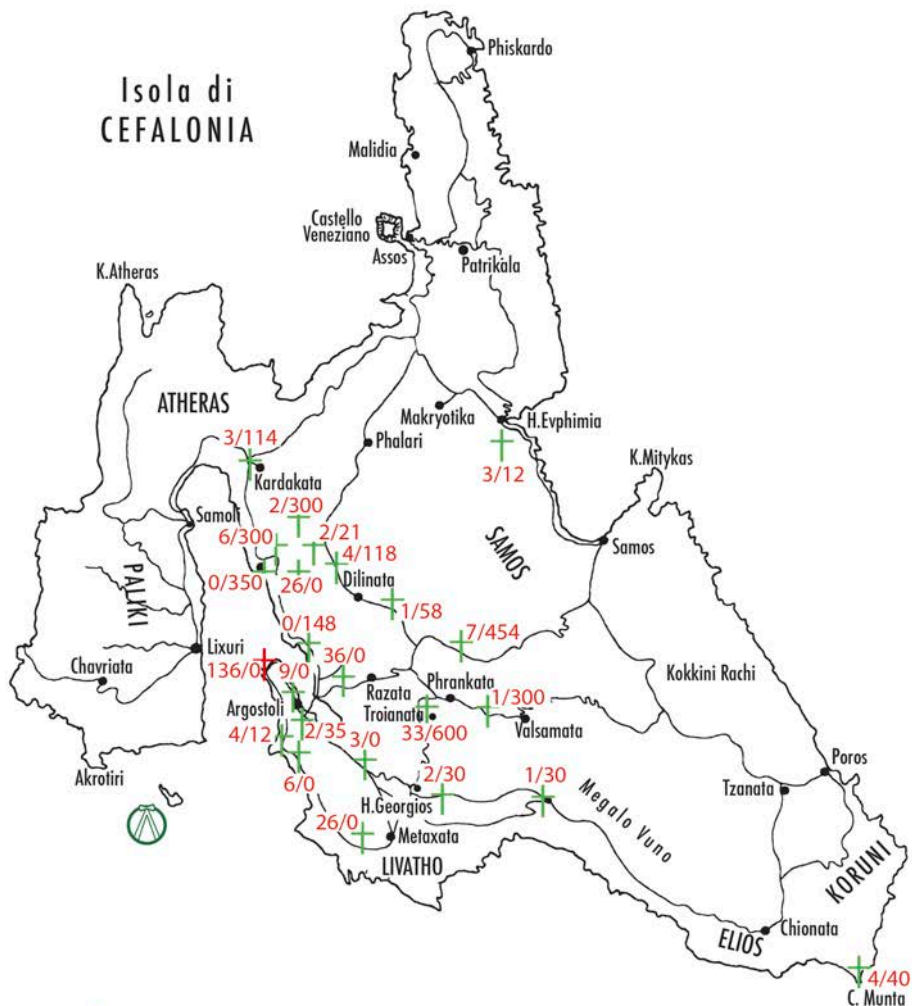 Phiskardo
Isola di
CEFALONIA
Malidia
Castello
Veneziano
Assos
Patrikala
K.Atheras
ATHERAS
Makryotika
H.Evphimia
Phalari
3/114
Kardakata
3/12
K.Mitykas
2/300
Samoli
6/300
2/21
SAMOS
Samos
4/118
0/350
26/0
Dilinata
PALIKI
1/58
0/148
7/454
Lixuri
136/0
9/0
36/0
Kokkini Rachi
Chavriata
Razata
Phrankata
1/300
Argostoli
Troianata
Valsamata
2/35
33/600
4/12
3/0
Akrotiri
6/0
2/30
1/30
Poros
Tzanata
H.Georgios
Megalo Vuno
26/0
Metaxata
LIVATHO
KORUNI
Chionata
ELIOS
4/40
C. Munta